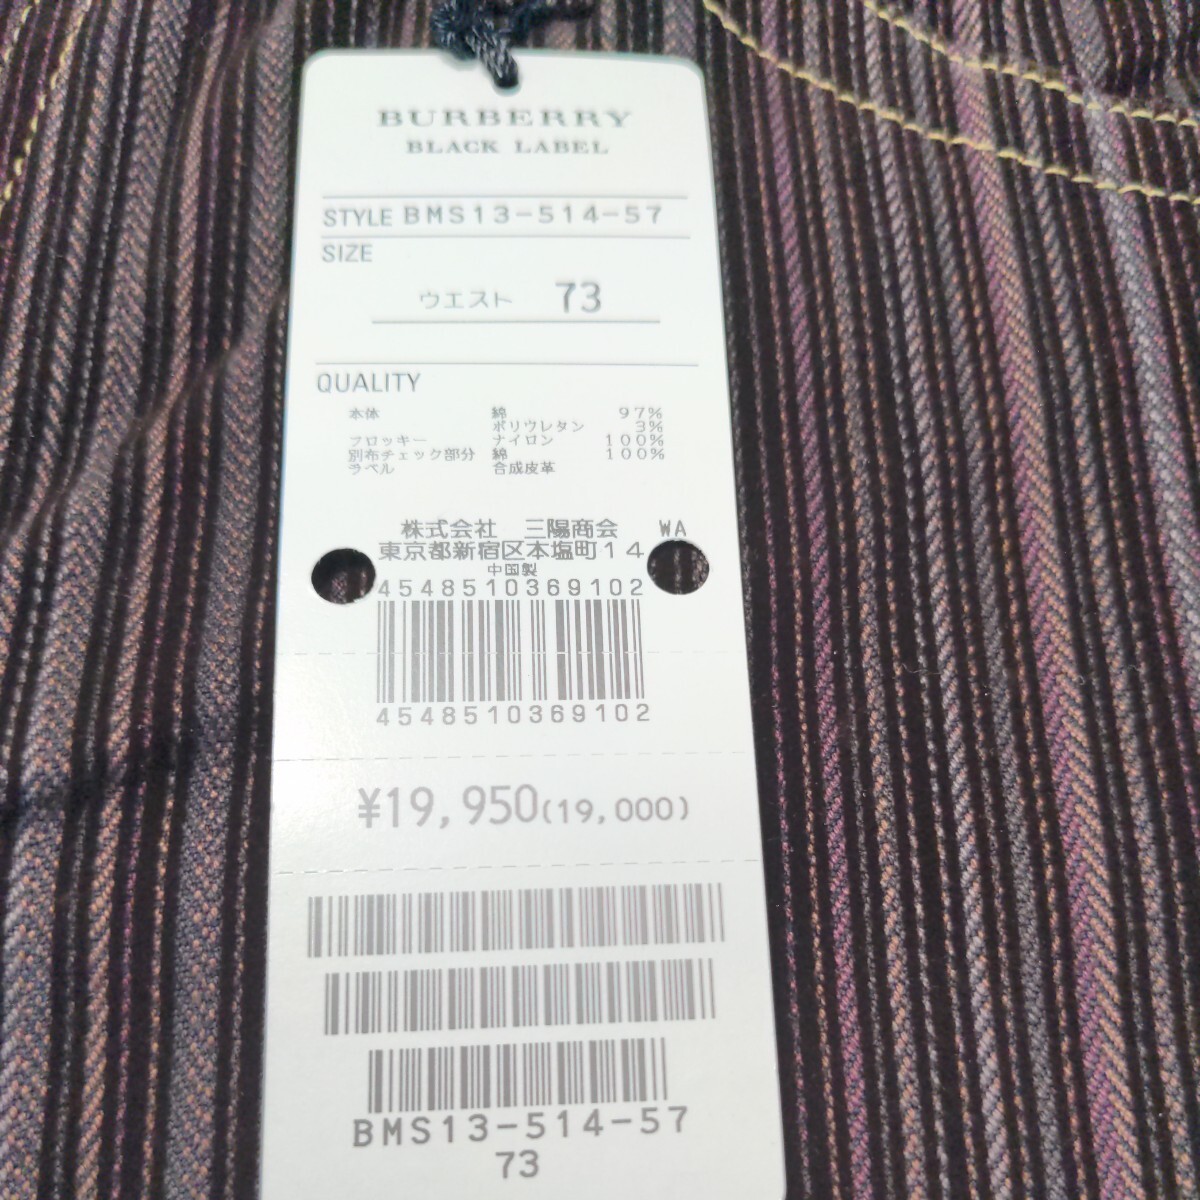 BURBERRY
BLACK LABEL
STYLE BMS13-514-57
SIZE
ウエスト 73
QUALITY
本体 綿 97%
ポリウレタン 3%
フロッキー ナイロン 100%
別布チェック部分 綿 100%
ラベル 合成皮革
株式会社 三陽商会 WA
東京都新宿区本塩町14
中国製
4548510369102
4548510369102
¥19,950(19,000)
BMS13-514-57
73